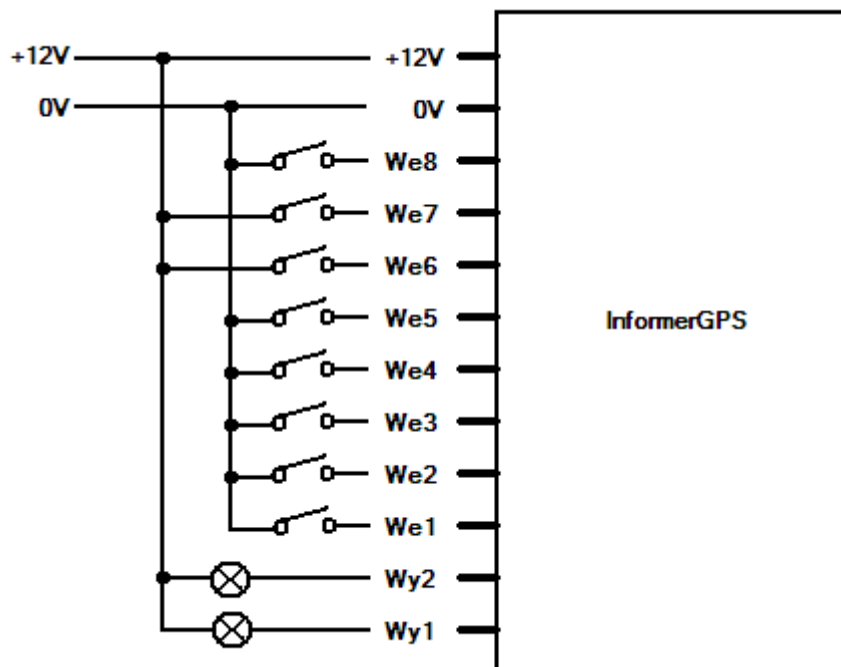 +12V +12V
0V 0V
We8
We7
We6
We5 InformerGPS
We4
We3
We2
We1
Wy2
Wy1